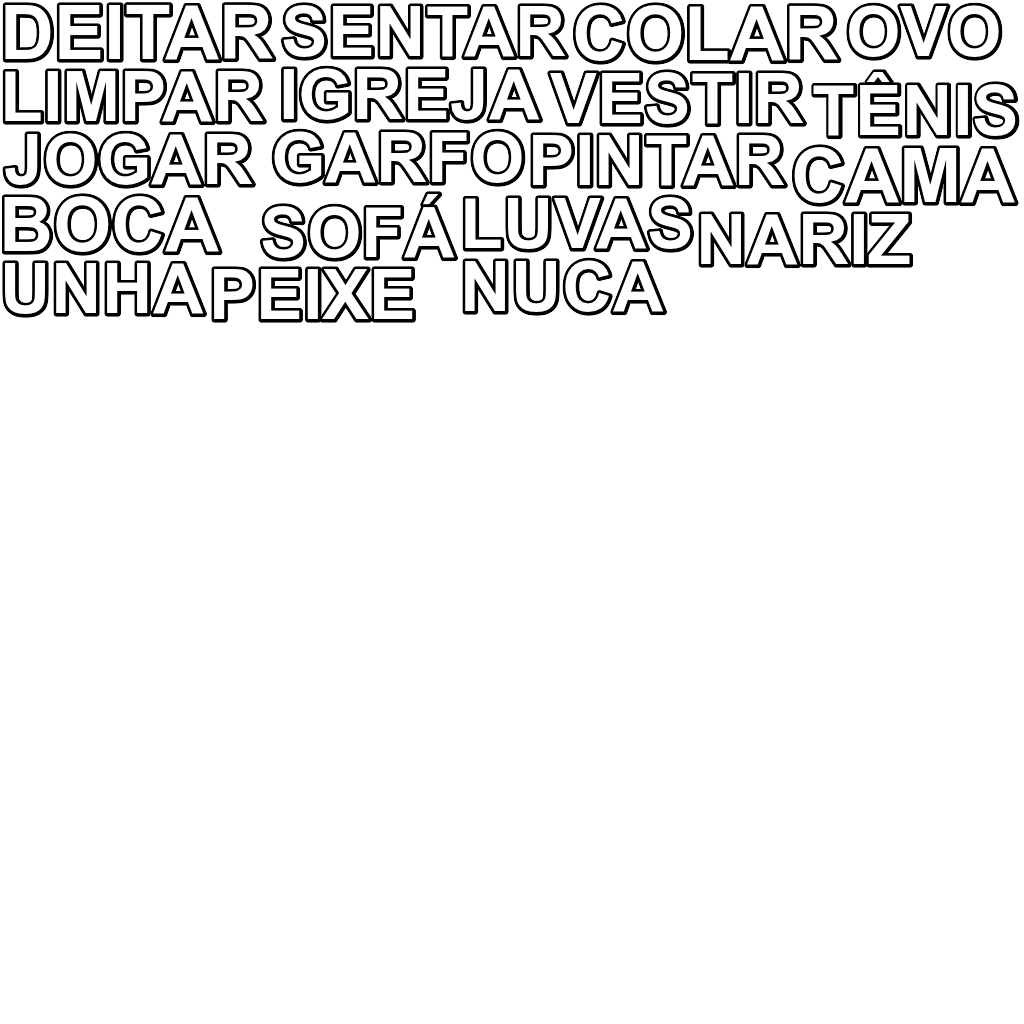 DEITAR SENTAR COLAR OVO
LIMPAR IGREJA VESTIR TÊNIS
JOGAR GARFO PINTAR CAMA
BOCA SOFÁ LUVAS NARIZ
UNHA PEIXE NUCA